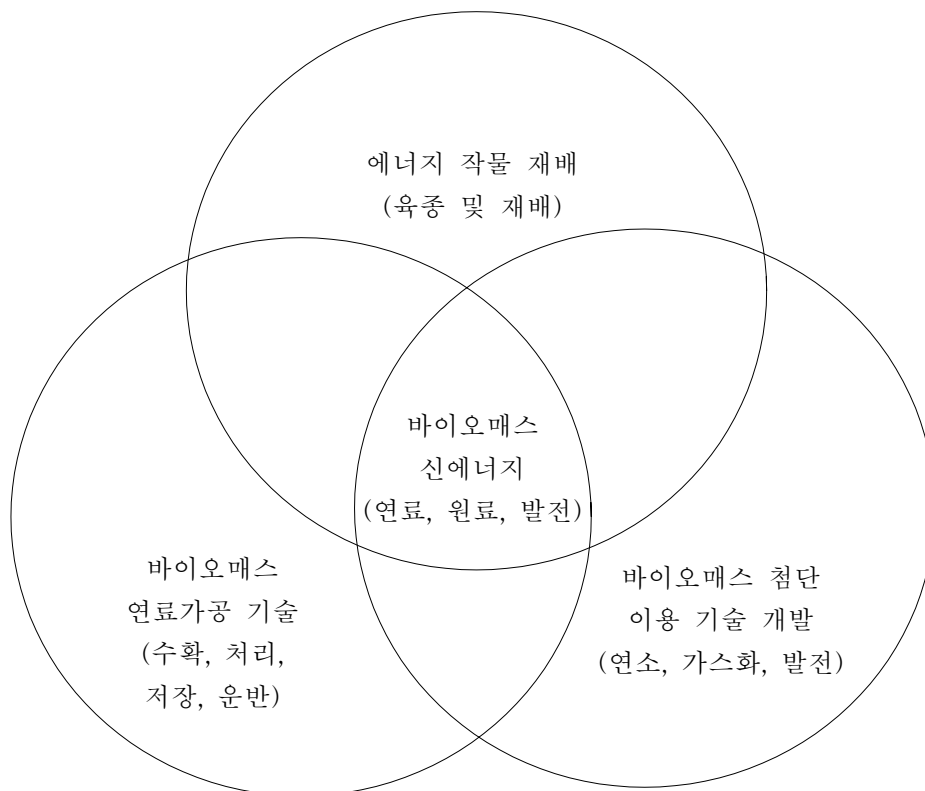 에너지 작물 재배
(육종 및 재배)
바이오매스
신에너지
(연료, 원료, 발전)
바이오매스
연료가공 기술
(수확, 처리,
저장, 운반)
바이오매스 첨단
이용 기술 개발
(연소, 가스화, 발전)